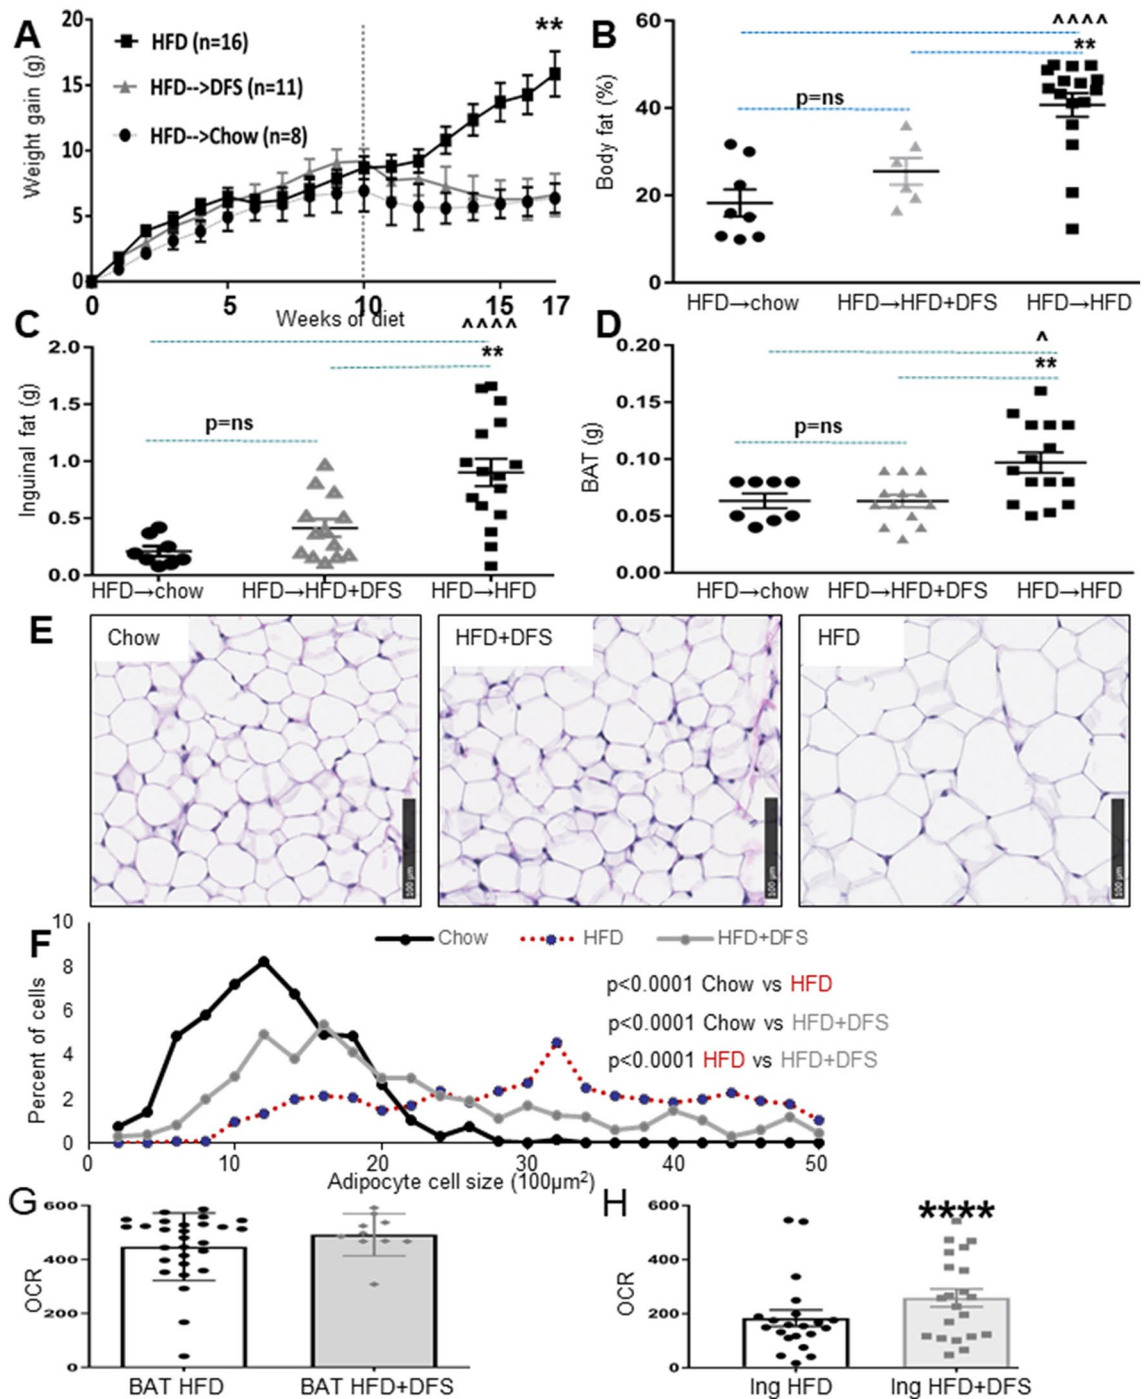 A
Weight gain (g)
20
15
10
5
0
HFD (n=16)
HFD-->DFS (n=11)
HFD-->Chow (n=8)
**
0
5
10
15
17
Weeks of diet
B
Body fat (%)
60
40
20
0
^^^^
**
p=ns
HFD→chow
HFD→HFD+DFS
HFD→HFD
C
Inguinal fat (g)
2.0
1.5
1.0
0.5
0.0
^^^^
**
p=ns
HFD→chow
HFD→HFD+DFS
HFD→HFD
D
BAT (g)
0.20
0.15
0.10
0.05
0.00
^
**
p=ns
HFD→chow
HFD→HFD+DFS
HFD→HFD
E
Chow
100 µm
HFD+DFS
100 µm
HFD
100 µm
F
Percent of cells
10
8
6
4
2
0
Chow
HFD
HFD+DFS
p<0.0001 Chow vs HFD
p<0.0001 Chow vs HFD+DFS
p<0.0001 HFD vs HFD+DFS
0
10
20
30
40
50
Adipocyte cell size (100µm²)
G
OCR
600
400
200
0
BAT HFD
BAT HFD+DFS
H
OCR
600
400
200
0
****
Ing HFD
Ing HFD+DFS